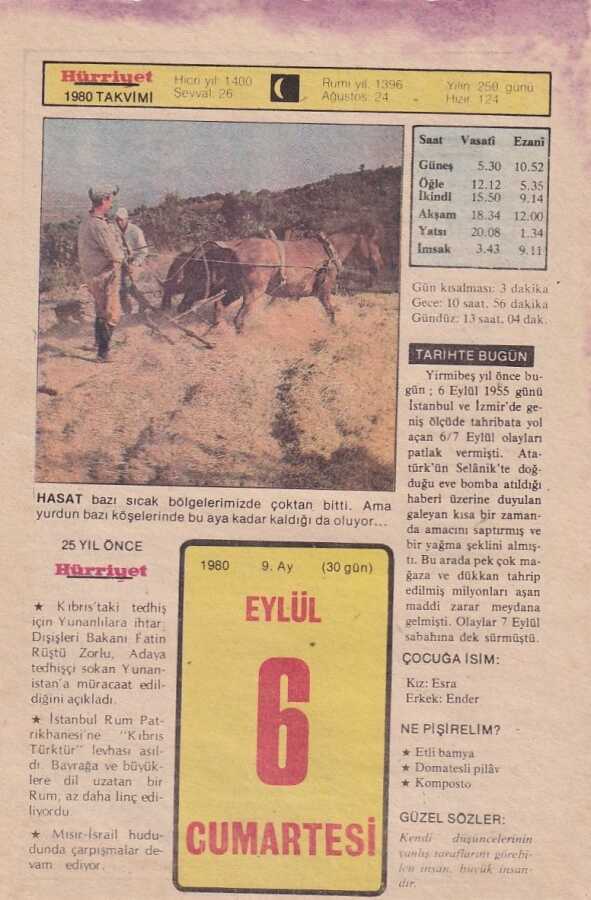 Hürriyet
1980 TAKVİMİ
Hicri yıl: 1400
Şevval: 26
Rumi yıl: 1396
Ağustos: 24
Yılın 250. günü
Hızır: 124
Saat Vasatî Ezanî
Güneş 5.30 10.52
Öğle 12.12 5.35
İkindi 15.50 9.14
Akşam 18.34 12.00
Yatsı 20.08 1.34
İmsak 3.43 9.11
Gün kısalması: 3 dakika
Gece: 10 saat, 56 dakika
Gündüz: 13 saat, 04 dak.
HASAT bazı sıcak bölgelerimizde çoktan bitti. Ama
yurdun bazı köşelerinde bu aya kadar kaldığı da oluyor...
TARİHTE BUGÜN
Yirmibeş yıl önce bu-
gün ; 6 Eylül 1955 günü
İstanbul ve İzmir'de ge-
niş ölçüde tahribata yol
açan 6/7 Eylül olayları
patlak vermişti. Ata-
türk'ün Selânik'te doğ-
duğu eve bomba atıldığı
haberi üzerine duyulan
galeyan kısa bir zaman-
da amacını saptırmış ve
bir yağma şeklini almış-
tı. Bu arada pek çok ma-
ğaza ve dükkan tahrip
edilmiş milyonları aşan
maddi zarar meydana
gelmişti. Olaylar 7 Eylül
sabahına dek sürmüştü.
25 YIL ÖNCE
Hürriyet
★ Kıbrıs'taki tedhiş
için Yunanlılara ihtar:
Dışişleri Bakanı Fatin
Rüştü Zorlu, Adaya
tedhişçi sokan Yunan-
istan'a müracaat edil-
diğini açıkladı.
★ İstanbul Rum Pat-
rikhanesi'ne "Kıbrıs
Türktür" levhası asıl-
dı. Bayrağa ve büyük-
lere dil uzatan bir
Rum, az daha linç edi-
liyordu
★ Mısır-İsrail hudu-
dunda çarpışmalar de-
vam ediyor.
1980 9. Ay (30 gün)
EYLÜL
6
CUMARTESİ
ÇOCUĞA İSİM:
Kız: Esra
Erkek: Ender
NE PİŞİRELİM?
★ Etli bamya
★ Domatesli pilâv
★ Komposto
GÜZEL SÖZLER:
Kendi düşüncelerinin
yanlış taraflarını görebi-
len insan, büyük insan-
dır.